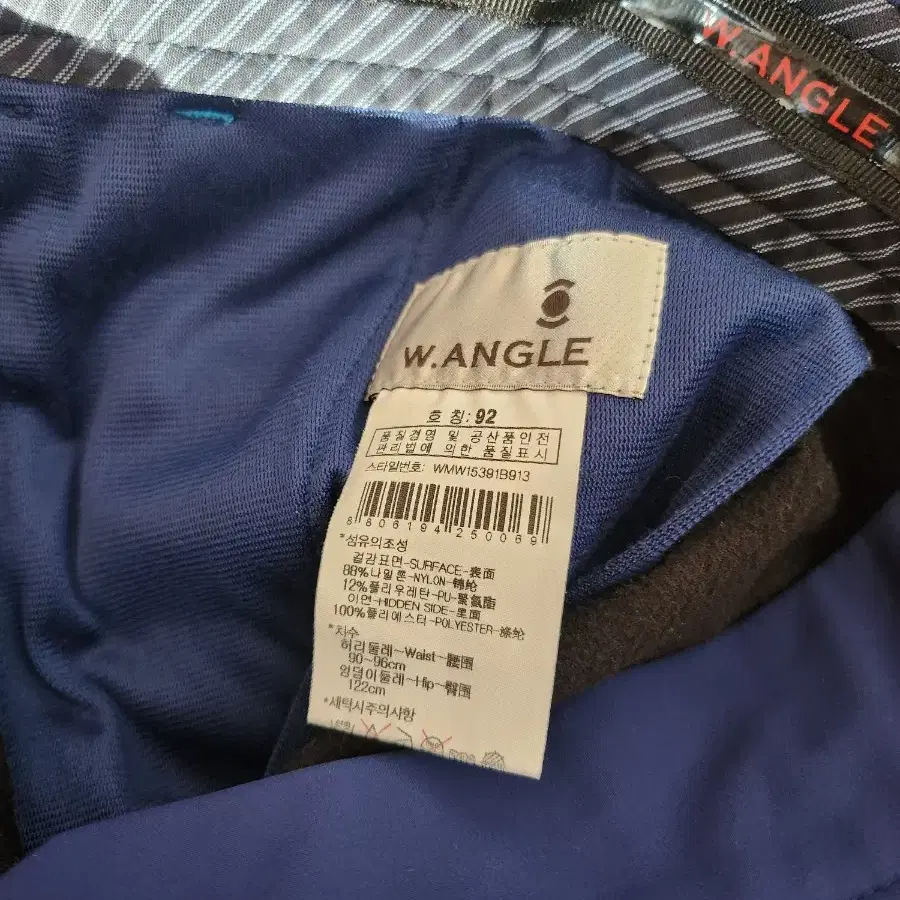 W.ANGLE
W.ANGLE
호 칭: 92
품질경영 및 공산품안전
관리법에 의한 품질표시
스타일번호: WMW15391B913
8806194250069
*섬유의조성
겉감표면-SURFACE-表面
88%나일론-NYLON-锦纶
12%폴리우레탄-PU-聚氨酯
이면-HIDDEN SIDE-里面
100%폴리에스터-POLYESTER-涤纶
*치수
허리둘레-Waist-腰围
90~96cm
엉덩이둘레-Hip-臀围
122cm
*세탁시주의사항